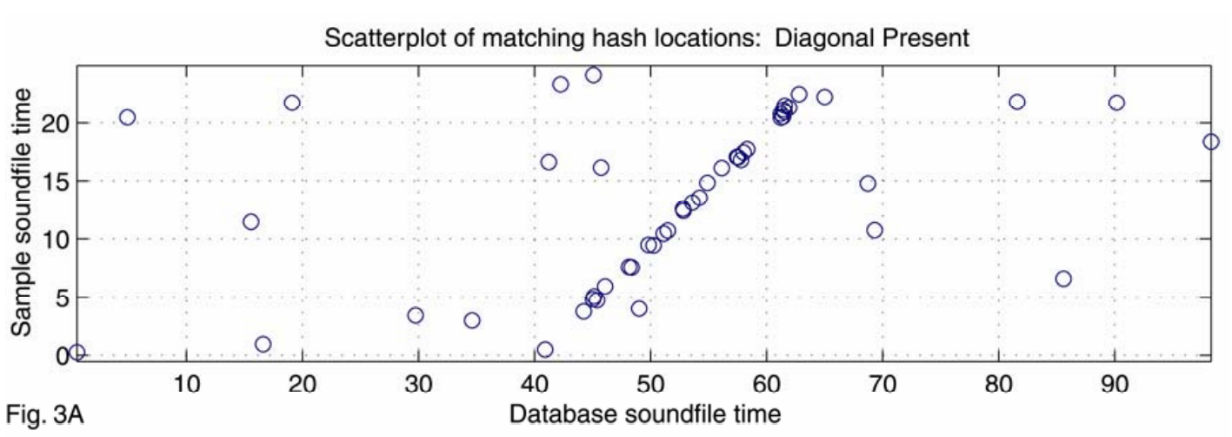 Scatterplot of matching hash locations:  Diagonal Present
Sample soundfile time
20
15
10
5
0
10 20 30 40 50 60 70 80 90
Fig. 3A
Database soundfile time